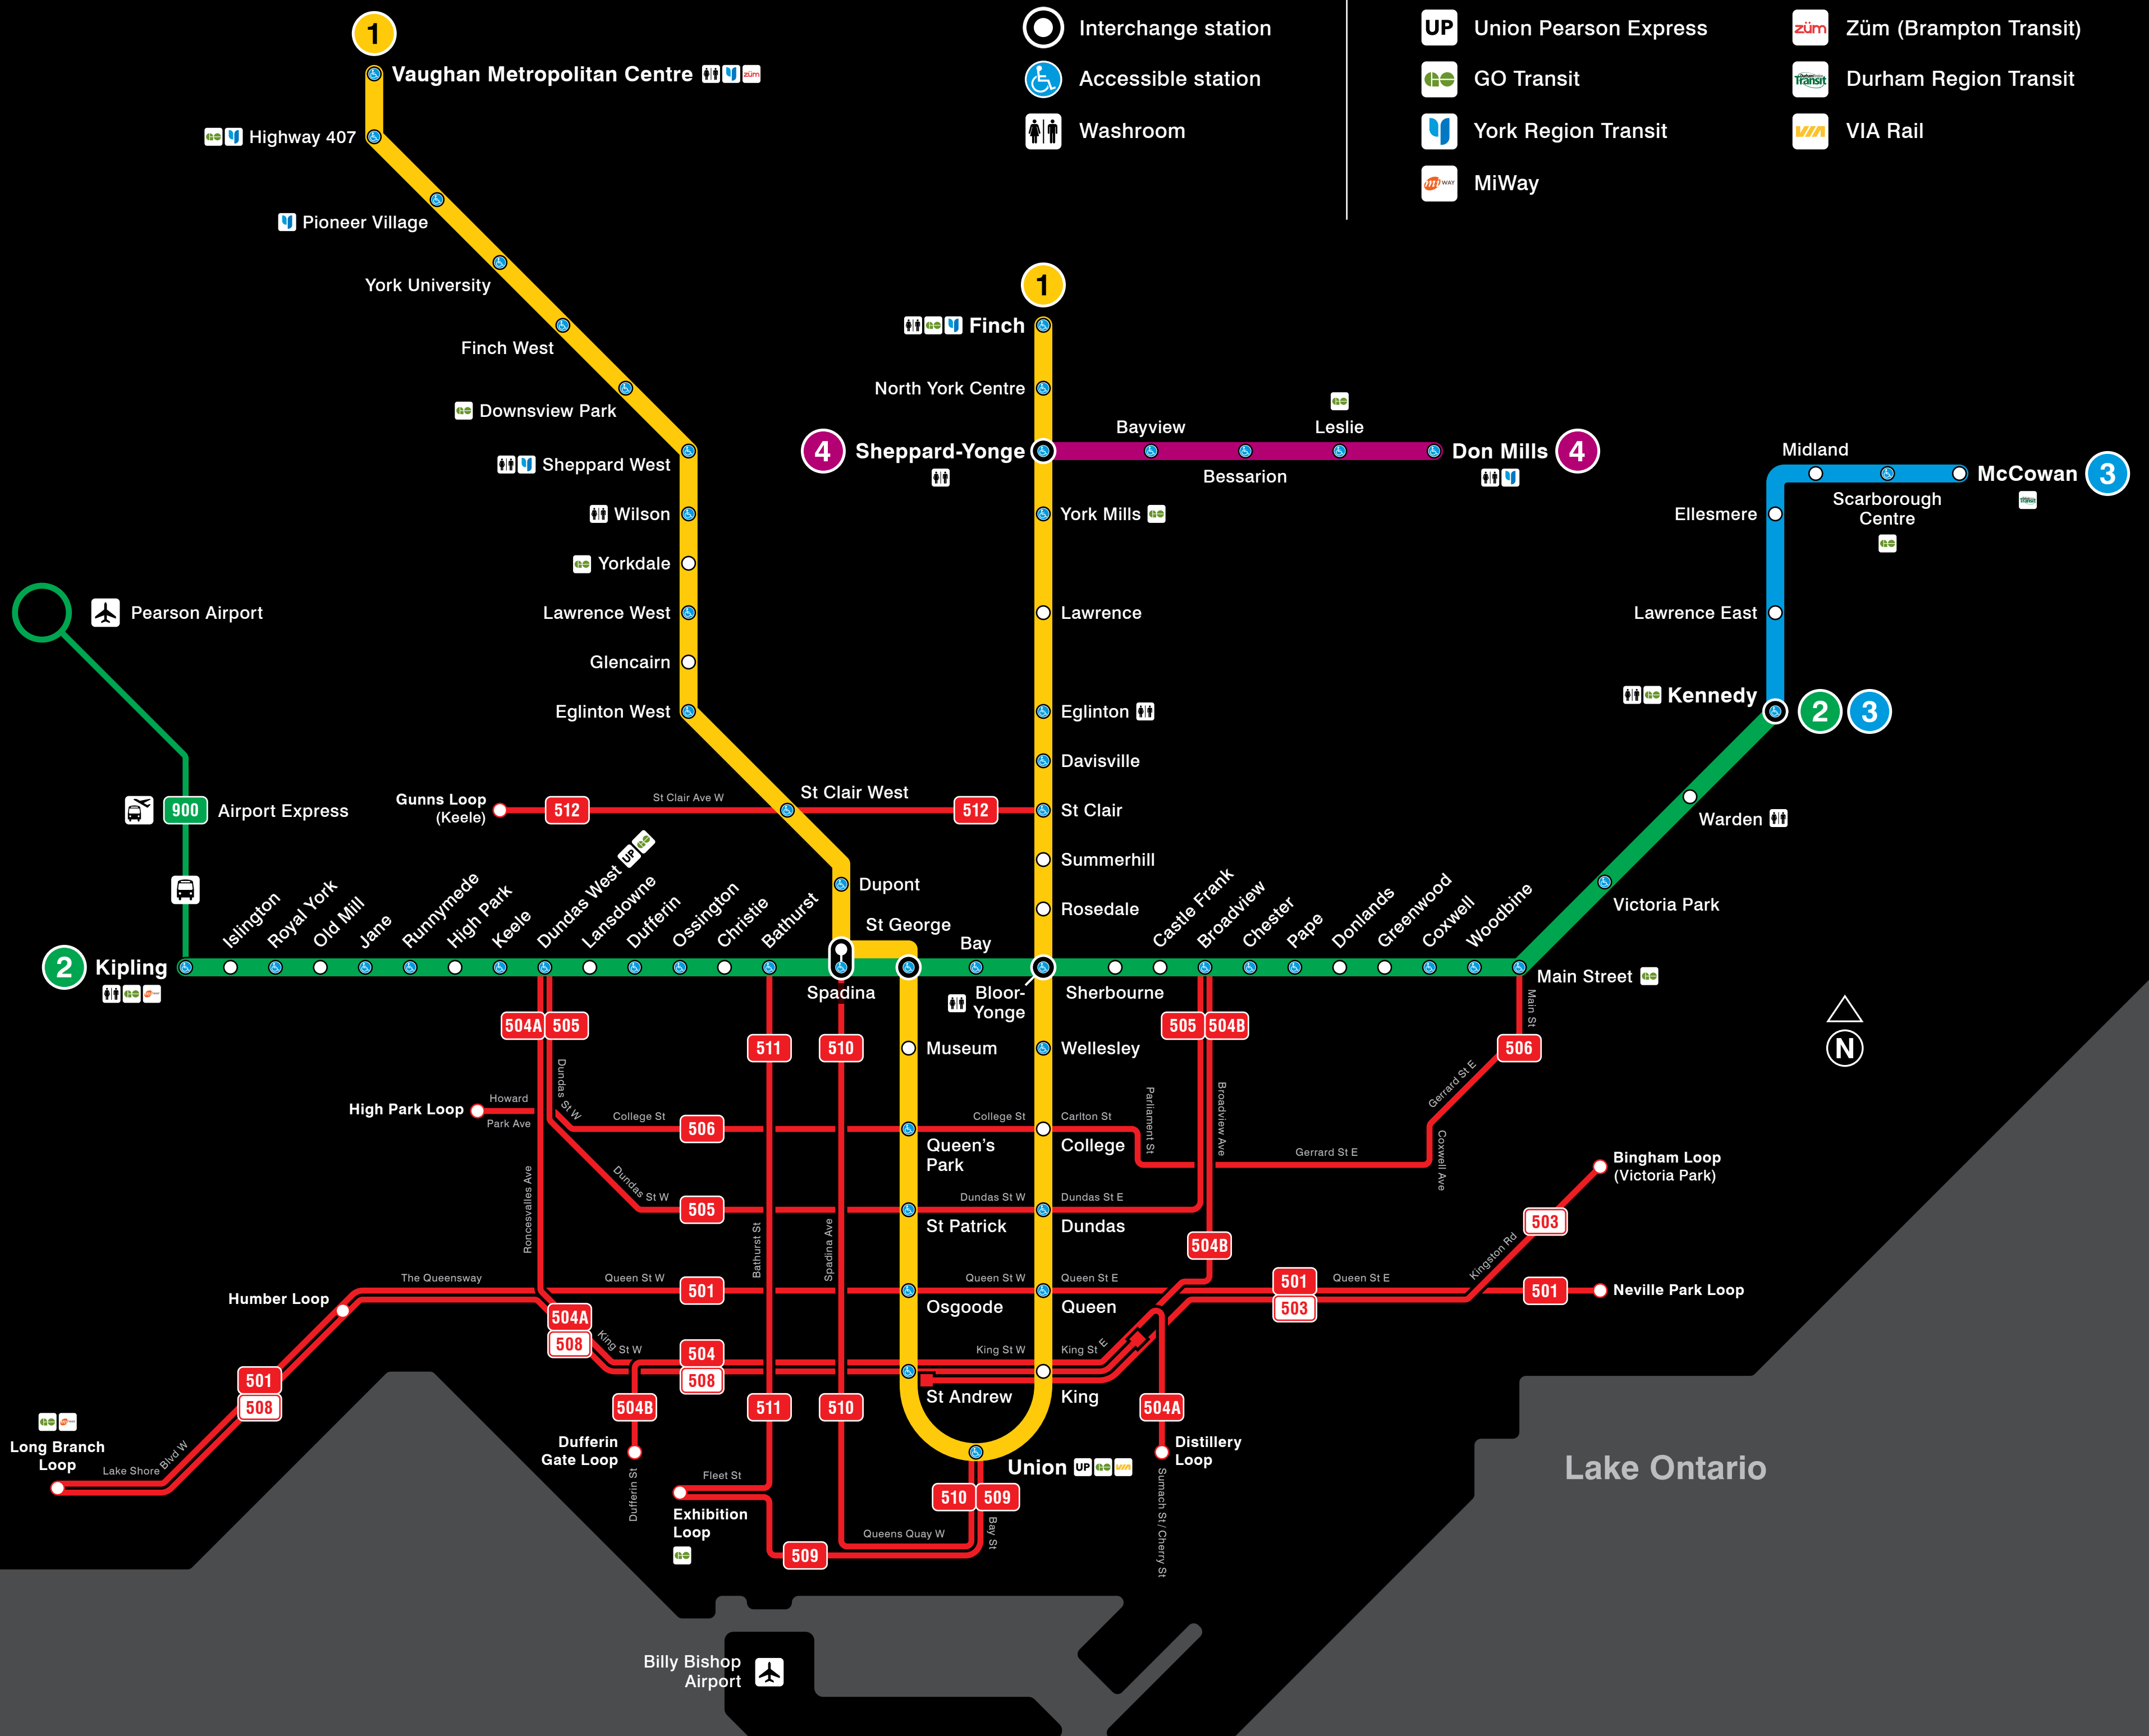 1
Vaughan Metropolitan Centre
züm
Highway 407
Pioneer Village
York University
Finch West
Downsview Park
Sheppard West
Wilson
Yorkdale
Lawrence West
Glencairn
Eglinton West
St Clair West
Dupont
St George
Spadina
Interchange station
Accessible station
Washroom
UP
Union Pearson Express
GO Transit
York Region Transit
mi WAY
MiWay
züm
Züm (Brampton Transit)
Durham Region Transit
Durham Region Transit
VIA
VIA Rail
1
Finch
North York Centre
4
Sheppard-Yonge
Bayview
Bessarion
Leslie
Don Mills
4
York Mills
Lawrence
Eglinton
Davisville
St Clair
Summerhill
Rosedale
Midland
Scarborough
Centre
McCowan
3
Ellesmere
Lawrence East
Kennedy
2
3
Warden
Victoria Park
Main Street
Pearson Airport
900
Airport Express
Gunns Loop
(Keele)
512
St Clair Ave W
512
2
Kipling
Islington
Royal York
Old Mill
Jane
Runnymede
High Park
Keele
Dundas West
UP
Lansdowne
Dufferin
Ossington
Christie
Bathurst
Bay
Bloor-
Yonge
Sherbourne
Castle Frank
Broadview
Chester
Pape
Donlands
Greenwood
Coxwell
Woodbine
504A
505
511
510
Museum
Wellesley
505
504B
Main St
506
N
High Park Loop
Howard
Park Ave
Dundas St W
College St
506
College St
Carlton St
Queen's
Park
College
Parliament St
Broadview Ave
Gerrard St E
Gerrard St E
Coxwell Ave
Roncesvalles Ave
Dundas St W
505
Dundas St W
Dundas St E
St Patrick
Dundas
Bathurst St
Spadina Ave
504B
Bingham Loop
(Victoria Park)
503
Kingston Rd
Humber Loop
The Queensway
Queen St W
501
Queen St W
Queen St E
Osgoode
Queen
501
503
Queen St E
501
Neville Park Loop
504A
508
King St W
504
508
King St W
King St E
St Andrew
King
501
508
504B
511
510
504A
Long Branch
Loop
Lake Shore Blvd W
Dufferin
Gate Loop
Dufferin St
Distillery
Loop
Sumach St / Cherry St
Union
UP
VIA
Fleet St
Exhibition
Loop
510
509
Queens Quay W
Bay St
509
Lake Ontario
Billy Bishop
Airport